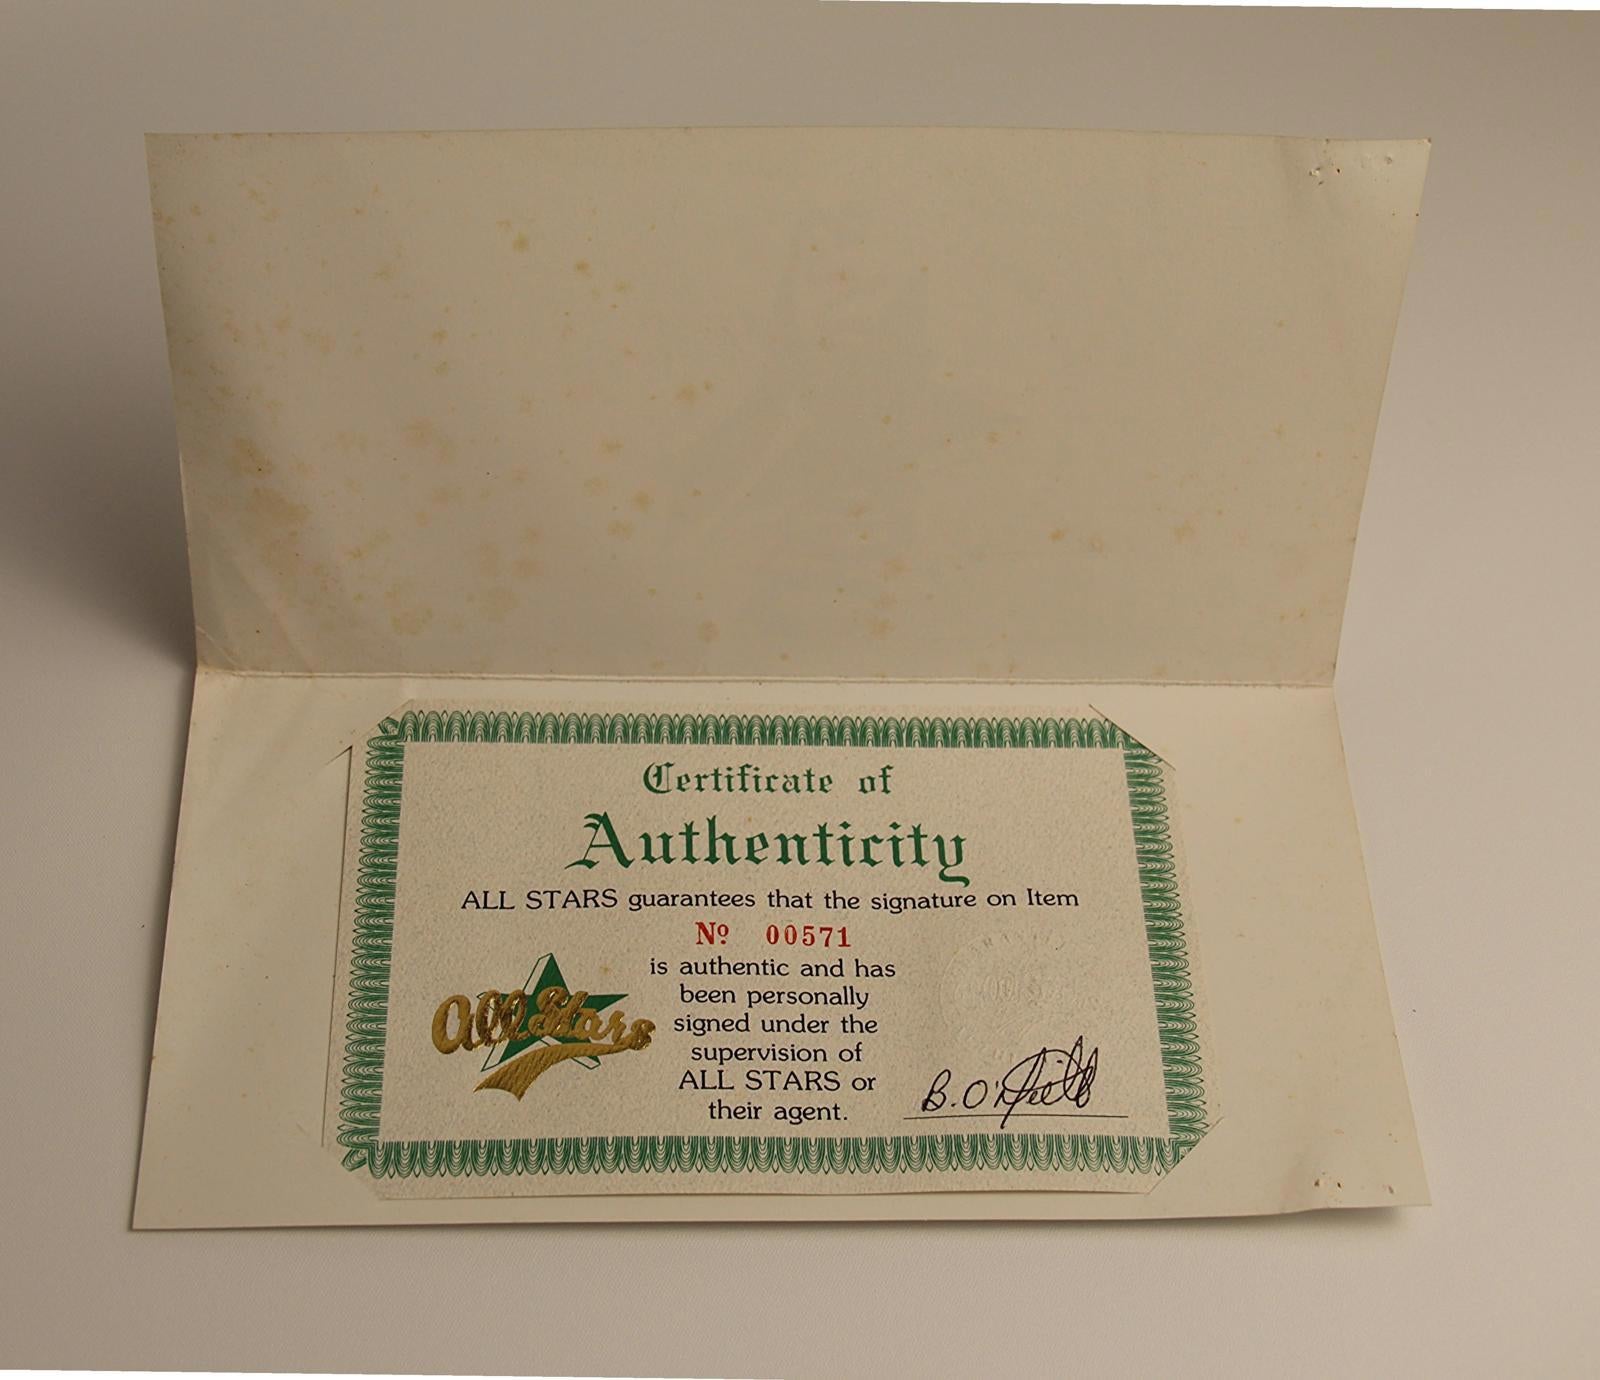 Certificate of
Authenticity
ALL STARS guarantees that the signature on Item
Nº 00571
is authentic and has
been personally
signed under the
supervision of
ALL STARS or
their agent.
All Stars
B. O'Neill